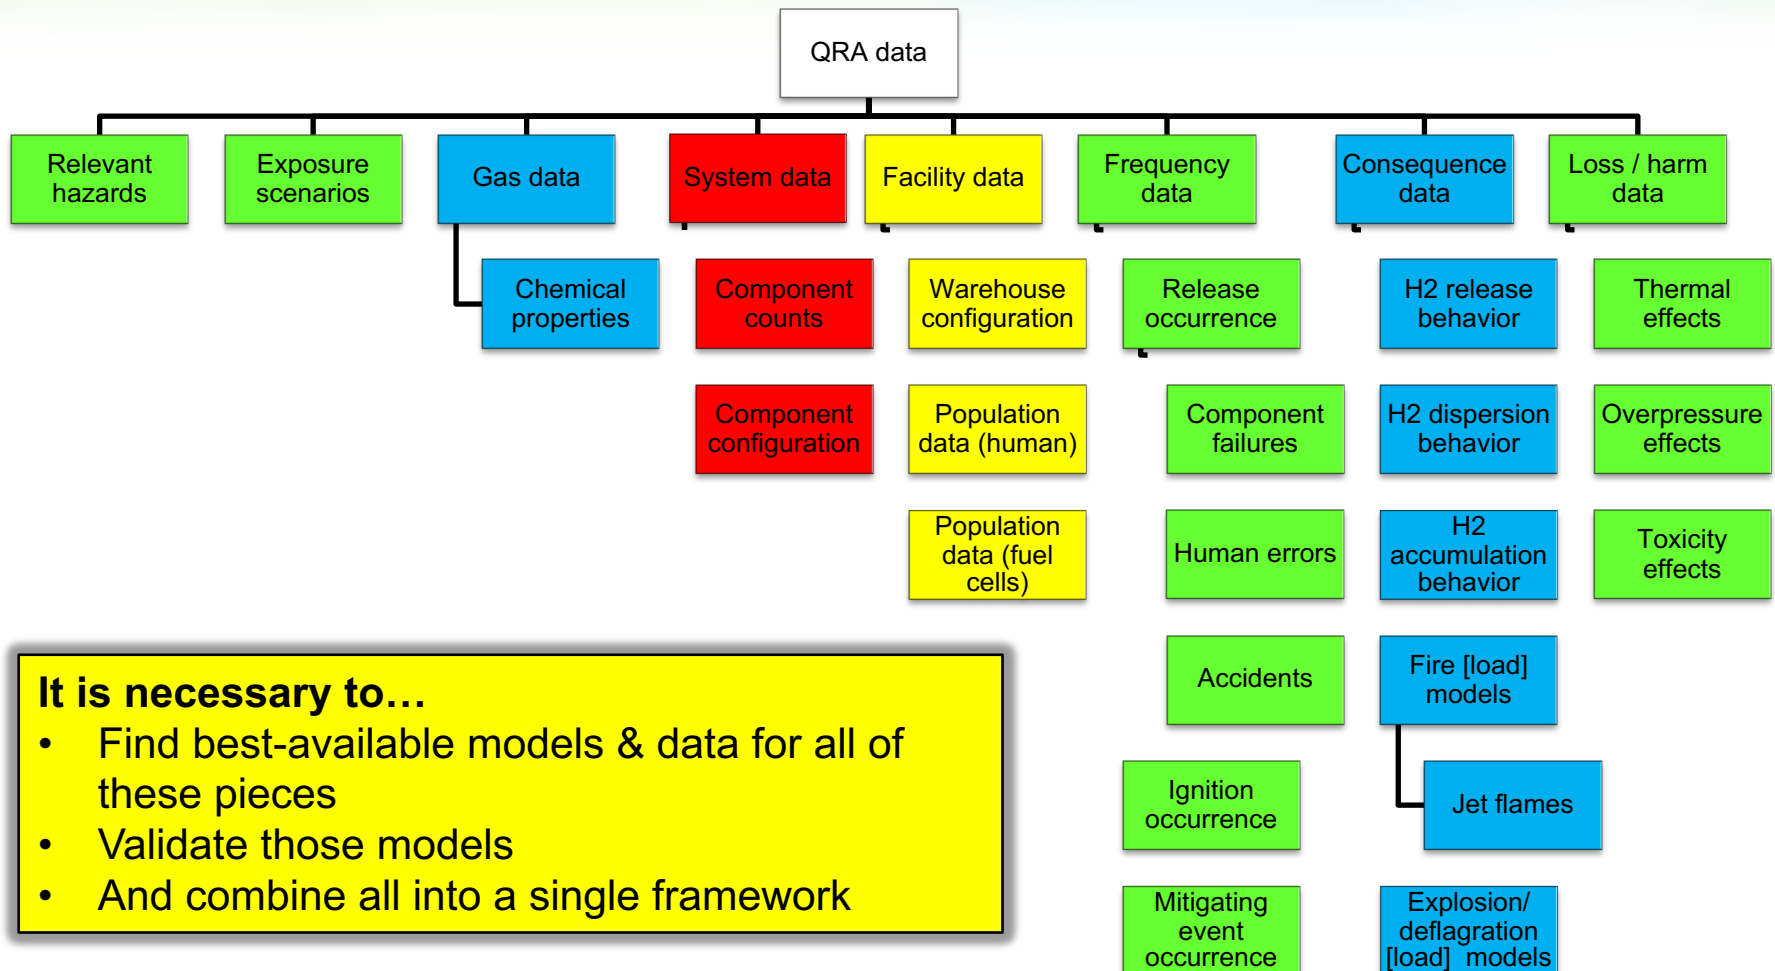 QRA data
Relevant
hazards
Exposure
scenarios
Gas data
System data
Facility data
Frequency
data
Consequence
data
Loss / harm
data
Chemical
properties
Component
counts
Warehouse
configuration
Release
occurrence
H2 release
behavior
Thermal
effects
Component
configuration
Population
data (human)
Component
failures
H2 dispersion
behavior
Overpressure
effects
Population
data (fuel
cells)
Human errors
H2
accumulation
behavior
Toxicity
effects
Accidents
Fire [load]
models
Ignition
occurrence
Jet flames
Mitigating
event
occurrence
Explosion/
deflagration
[load] models
It is necessary to…
• Find best-available models & data for all of
these pieces
• Validate those models
• And combine all into a single framework